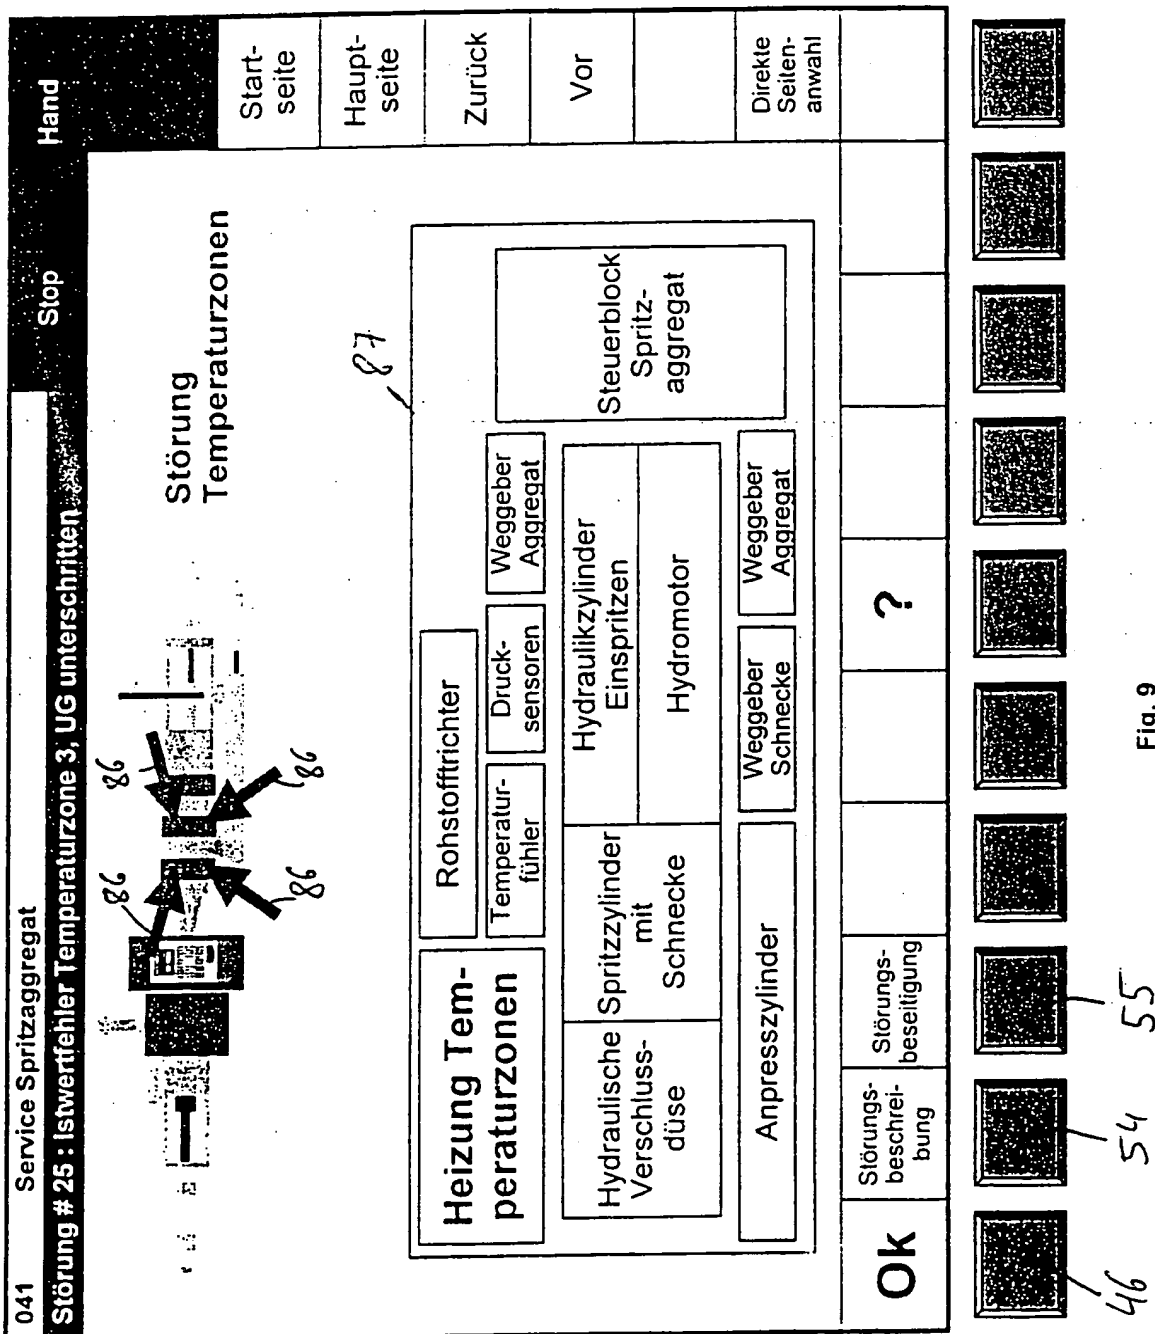 041 Service Spritzaggregat
Stop
Hand
Störung # 25 : Istwertfehler Temperaturzone 3, UG unterschritten
86
86
86
86
Störung
Temperaturzonen
87
Start-
seite
Haupt-
seite
Zurück
Vor
Direkte
Seiten-
anwahl
Heizung Tem-
peraturzonen
Rohstofftrichter
Temperatur-
fühler
Druck-
sensoren
Weggeber
Aggregat
Hydraulische
Verschluss-
düse
Spritzzylinder
mit
Schnecke
Hydraulikzylinder
Einspritzen
Hydromotor
Steuerblock
Spritz-
aggregat
Anpresszylinder
Weggeber
Schnecke
Weggeber
Aggregat
Ok
Störungs-
beschrei-
bung
Störungs-
beseitigung
?
46
54
55
Fig. 9